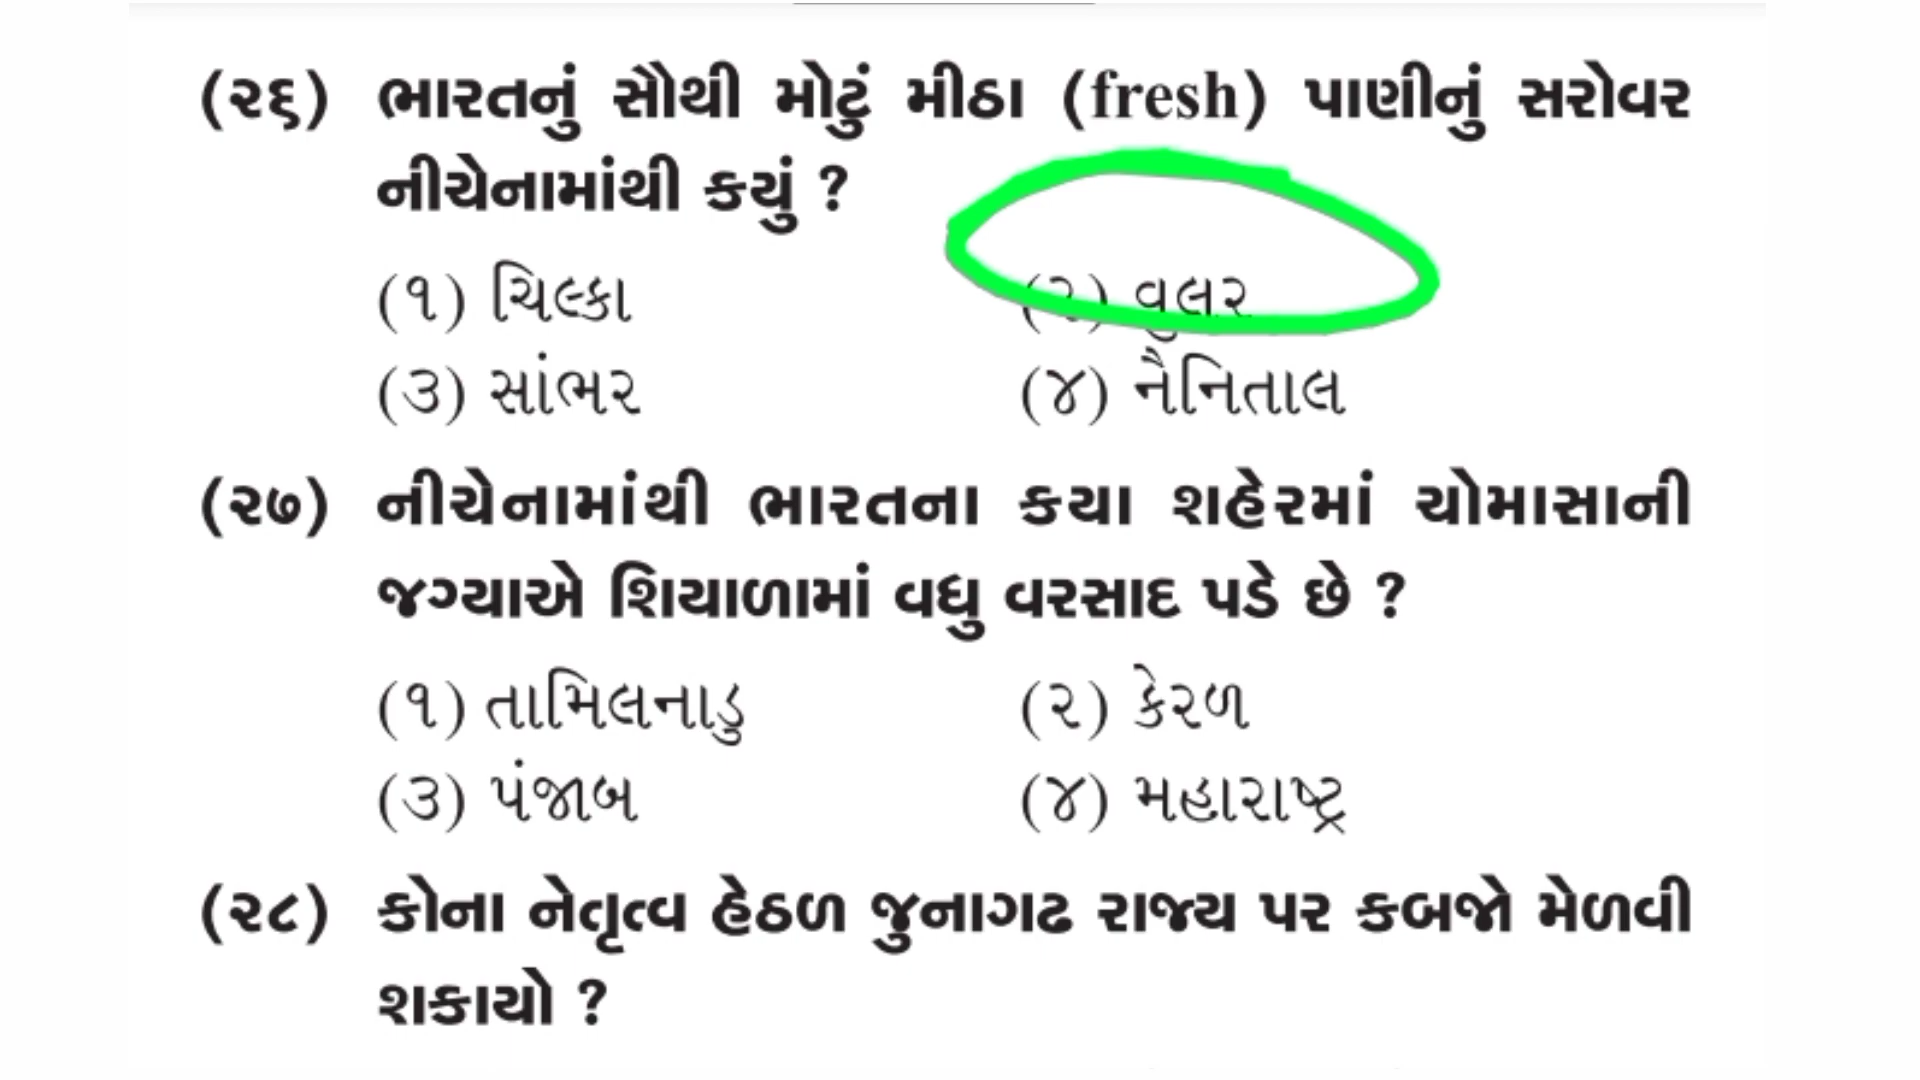 (૨૬) ભારતનું સૌથી મોટું મીઠા (fresh) પાણીનું સરોવર
નીચેનામાંથી કયું ?
(૧) ચિલ્કા (૨) વુલર
(૩) સાંભર (૪) નૈનિતાલ
(૨૭) નીચેનામાંથી ભારતના કયા શહેરમાં ચોમાસાની
જગ્યાએ શિયાળામાં વધુ વરસાદ પડે છે ?
(૧) તામિલનાડુ (૨) કેરળ
(૩) પંજાબ (૪) મહારાષ્ટ્ર
(૨૮) કોના નેતૃત્વ હેઠળ જુનાગઢ રાજ્ય પર કબજો મેળવી
શકાયો ?